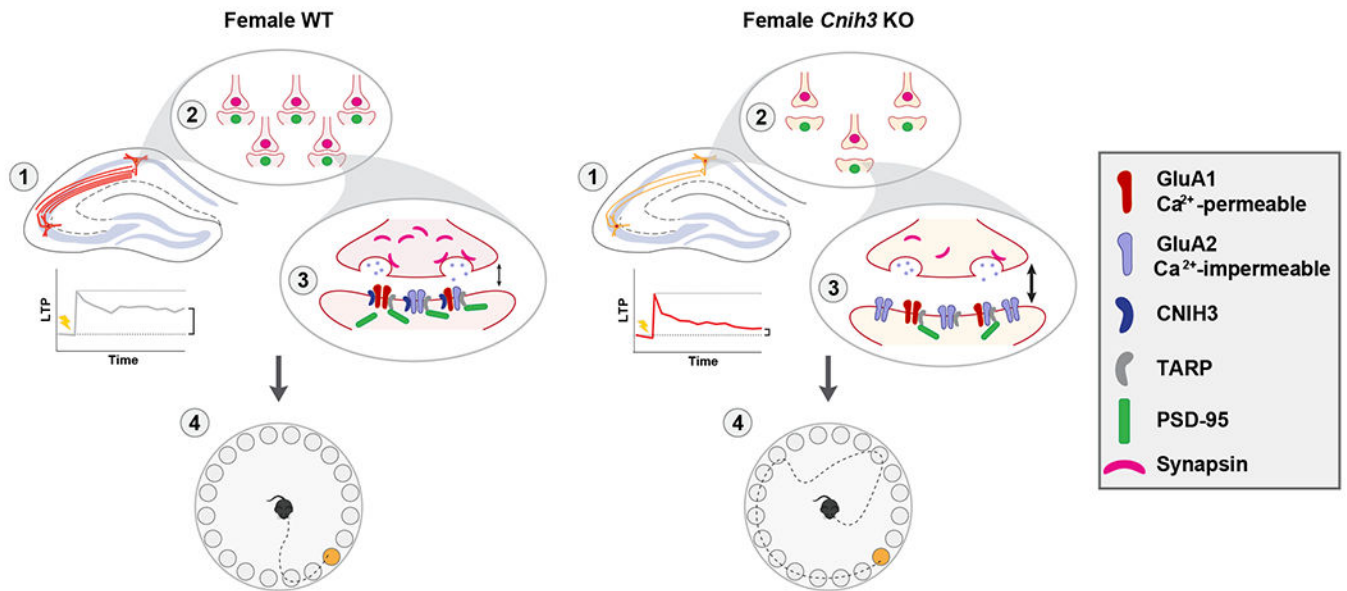 Female WT
2
1
3
LTP
Time
4
Female Cnih3 KO
2
1
3
LTP
Time
4
GluA1
Ca2+-permeable
GluA2
Ca2+-impermeable
CNIH3
TARP
PSD-95
Synapsin